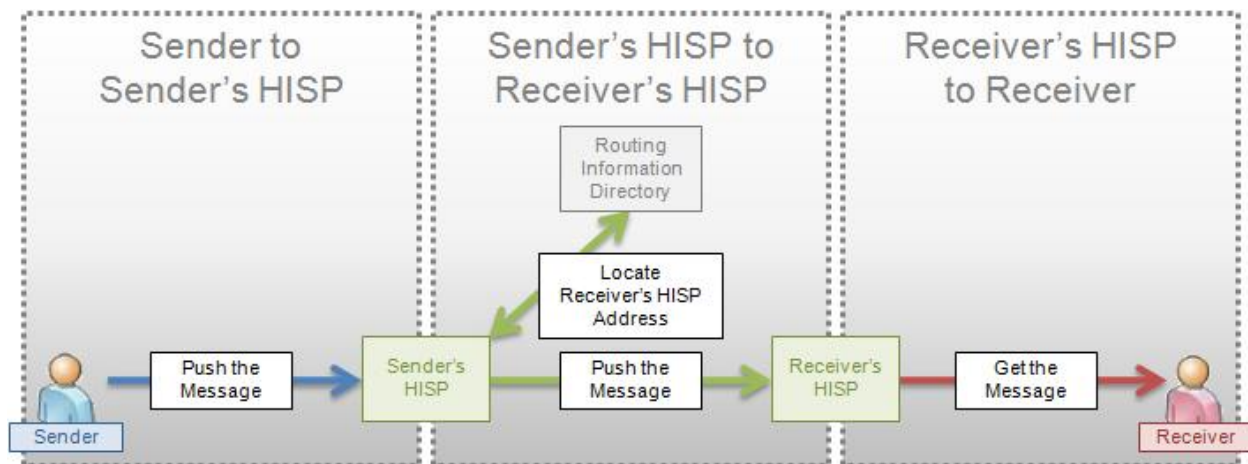 Sender to
Sender's HISP
Sender's HISP to
Receiver's HISP
Receiver's HISP
to Receiver
Routing
Information
Directory
Locate
Receiver's HISP
Address
Sender
Push the
Message
Sender's
HISP
Push the
Message
Receiver's
HISP
Get the
Message
Receiver